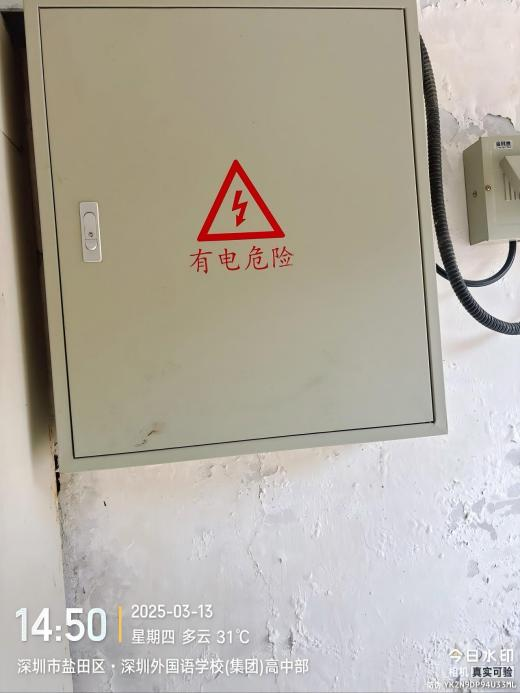 有电危险
14:50
2025-03-13
星期四 多云 31℃
深圳市盐田区·深圳外国语学校(集团)高中部
今日水印
相机 真实可验
YK2N9DP94U33ML